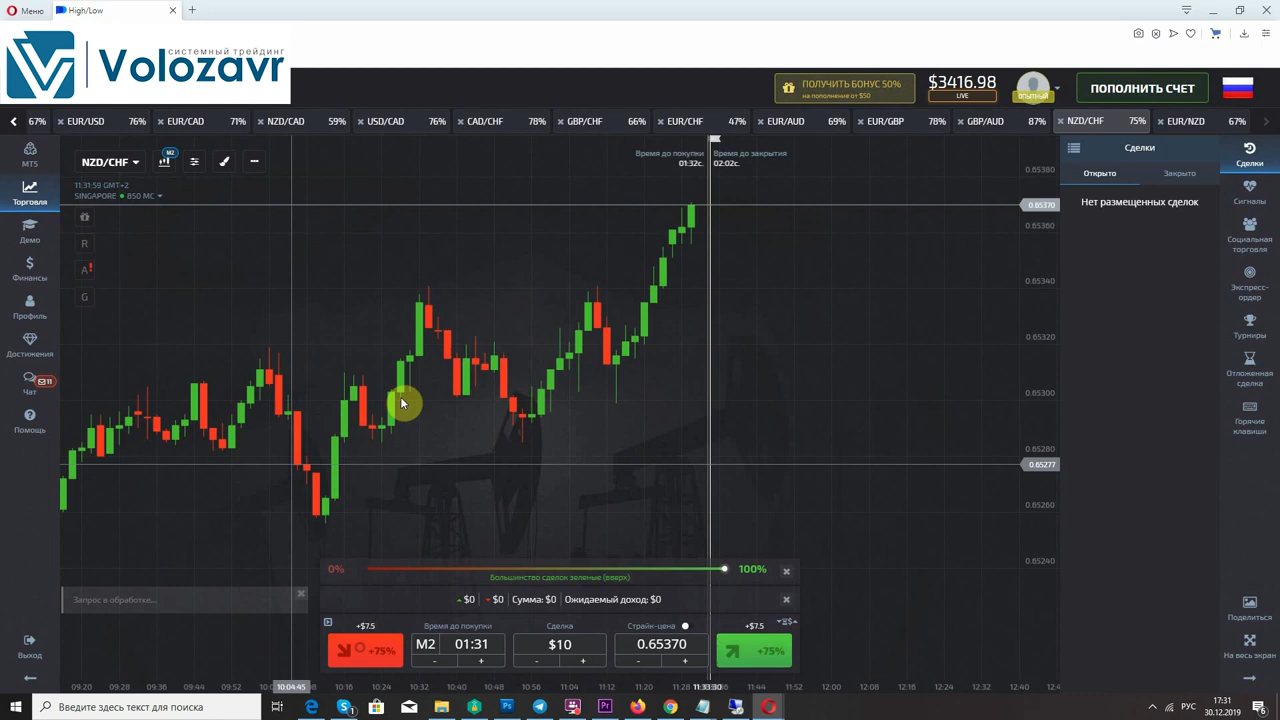 Меню
High/Low
СИСТЕМНЫЙ ТРЕЙДИНГ
Volozavr
ПОЛУЧИТЬ БОНУС 50%
на пополнение от $50
$3416.98
LIVE
ОПЫТНЫЙ
ПОПОЛНИТЬ СЧЕТ
67% EUR/USD 76% EUR/CAD 71% NZD/CAD 59% USD/CAD 76% CAD/CHF 78% GBP/CHF 66% EUR/CHF 47% EUR/AUD 69% EUR/GBP 78% GBP/AUD 87% NZD/CHF 75% EUR/NZD 67%
MT5
Торговля
Демо
Финансы
Профиль
Достижения
Чат
11
Помощь
Выход
NZD/CHF
M2
11:31:59 GMT+2
SINGAPORE 850 МС
R
A!
G
Время до покупки
01:32с.
Время до закрытия
02:02с.
0.65380
0.65370
0.65360
0.65340
0.65320
0.65300
0.65280
0.65277
0.65260
0.65240
Сделки
Открыто
Закрыто
Нет размещенных сделок
Сделки
Сигналы
Социальная
торговля
Экспресс-
ордер
Турниры
Отложенная
сделка
Горячие
клавиши
Поделиться
На весь экран
Запрос в обработке...
0%
100%
Большинство сделок зеленые (вверх)
$0 $0 Сумма: $0 Ожидаемый доход: $0
+$7.5
Время до покупки
Сделка
Страйк-цена
+$7.5
+75%
M2 01:31
$10
0.65370
+75%
- + - + - +
09:20 09:28 09:36 09:44 09:52 10:04:45 10:16 10:24 10:32 10:40 10:48 10:56 11:04 11:12 11:20 11:28 11:33:30 11:44 11:52 12:00 12:08 12:16 12:24 12:32 12:40
Введите здесь текст для поиска
РУС
17:31
30.12.2019
6